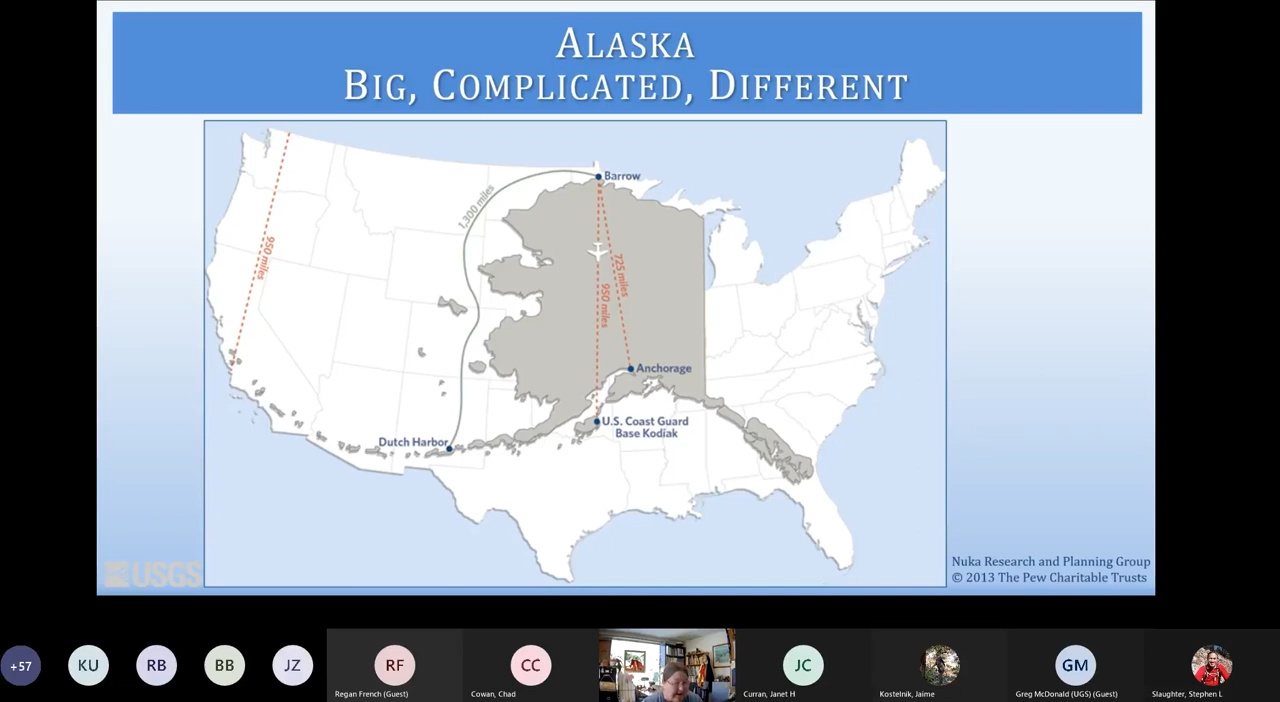 ALASKA
BIG, COMPLICATED, DIFFERENT
Barrow
1,300 miles
950 miles
725 miles
950 miles
Anchorage
U.S. Coast Guard
Base Kodiak
Dutch Harbor
USGS
Nuka Research and Planning Group
© 2013 The Pew Charitable Trusts
+57
KU
RB
BB
JZ
RF
CC
JC
GM
Regan French (Guest)
Cowan, Chad
Curran, Janet H
Kostelnik, Jaime
Greg McDonald (UGS) (Guest)
Slaughter, Stephen L